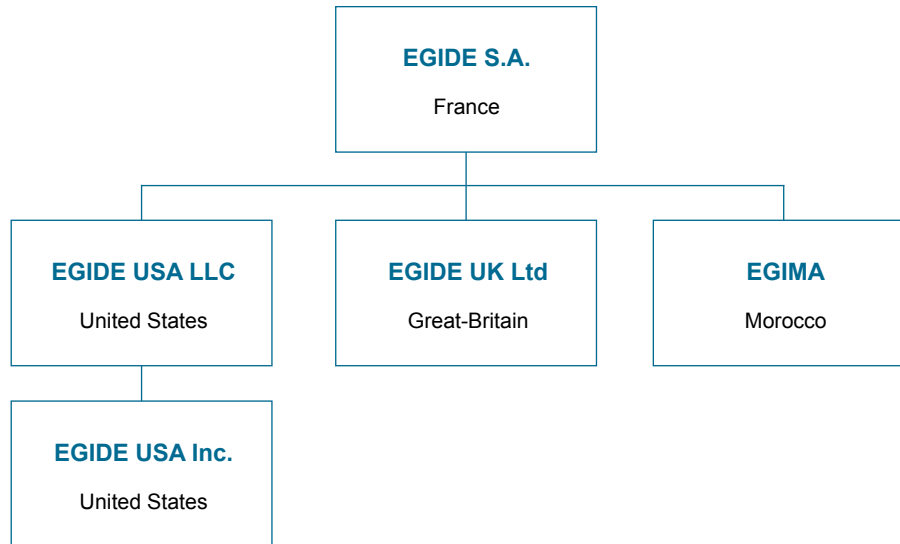 EGIDE S.A.
France
EGIDE USA LLC
United States
EGIDE UK Ltd
Great-Britain
EGIMA
Morocco
EGIDE USA Inc.
United States